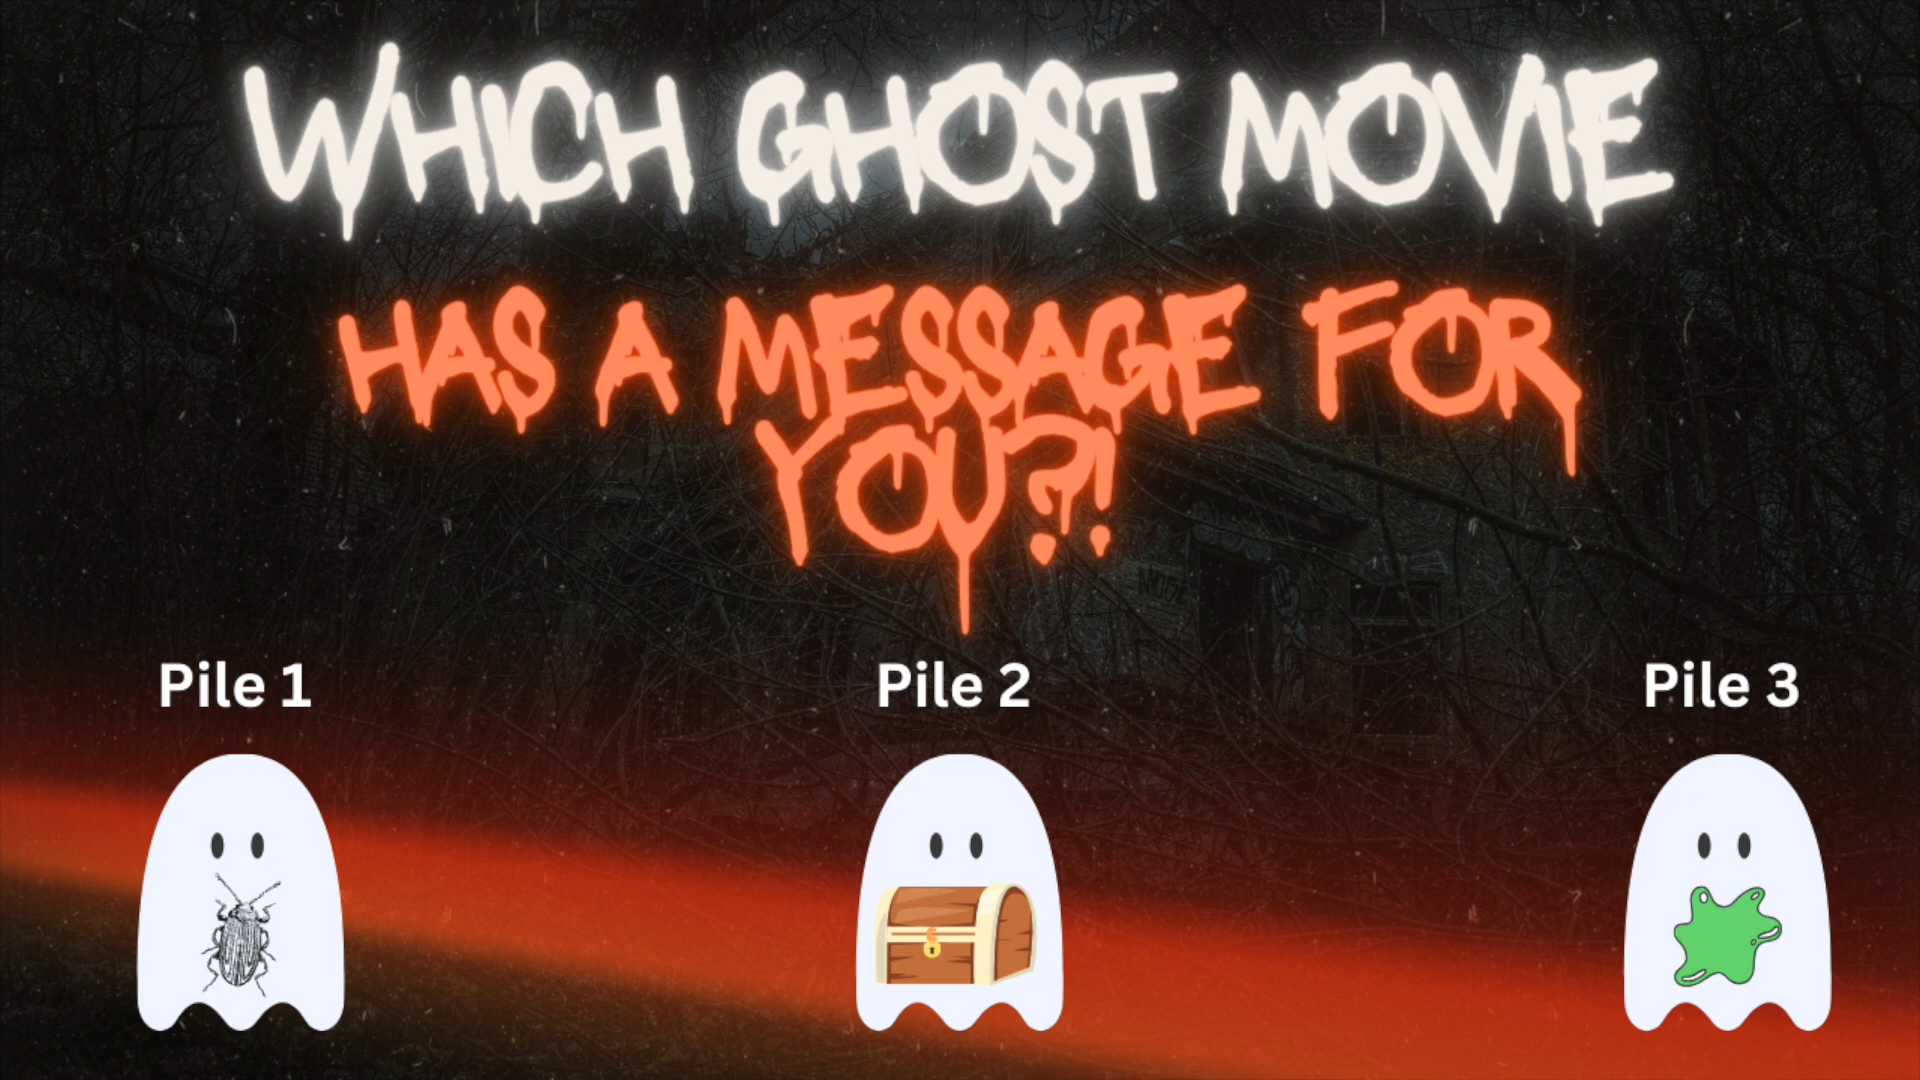 WHICH GHOST MOVIE
HAS A MESSAGE FOR
YOU?!
Pile 1
Pile 2
Pile 3